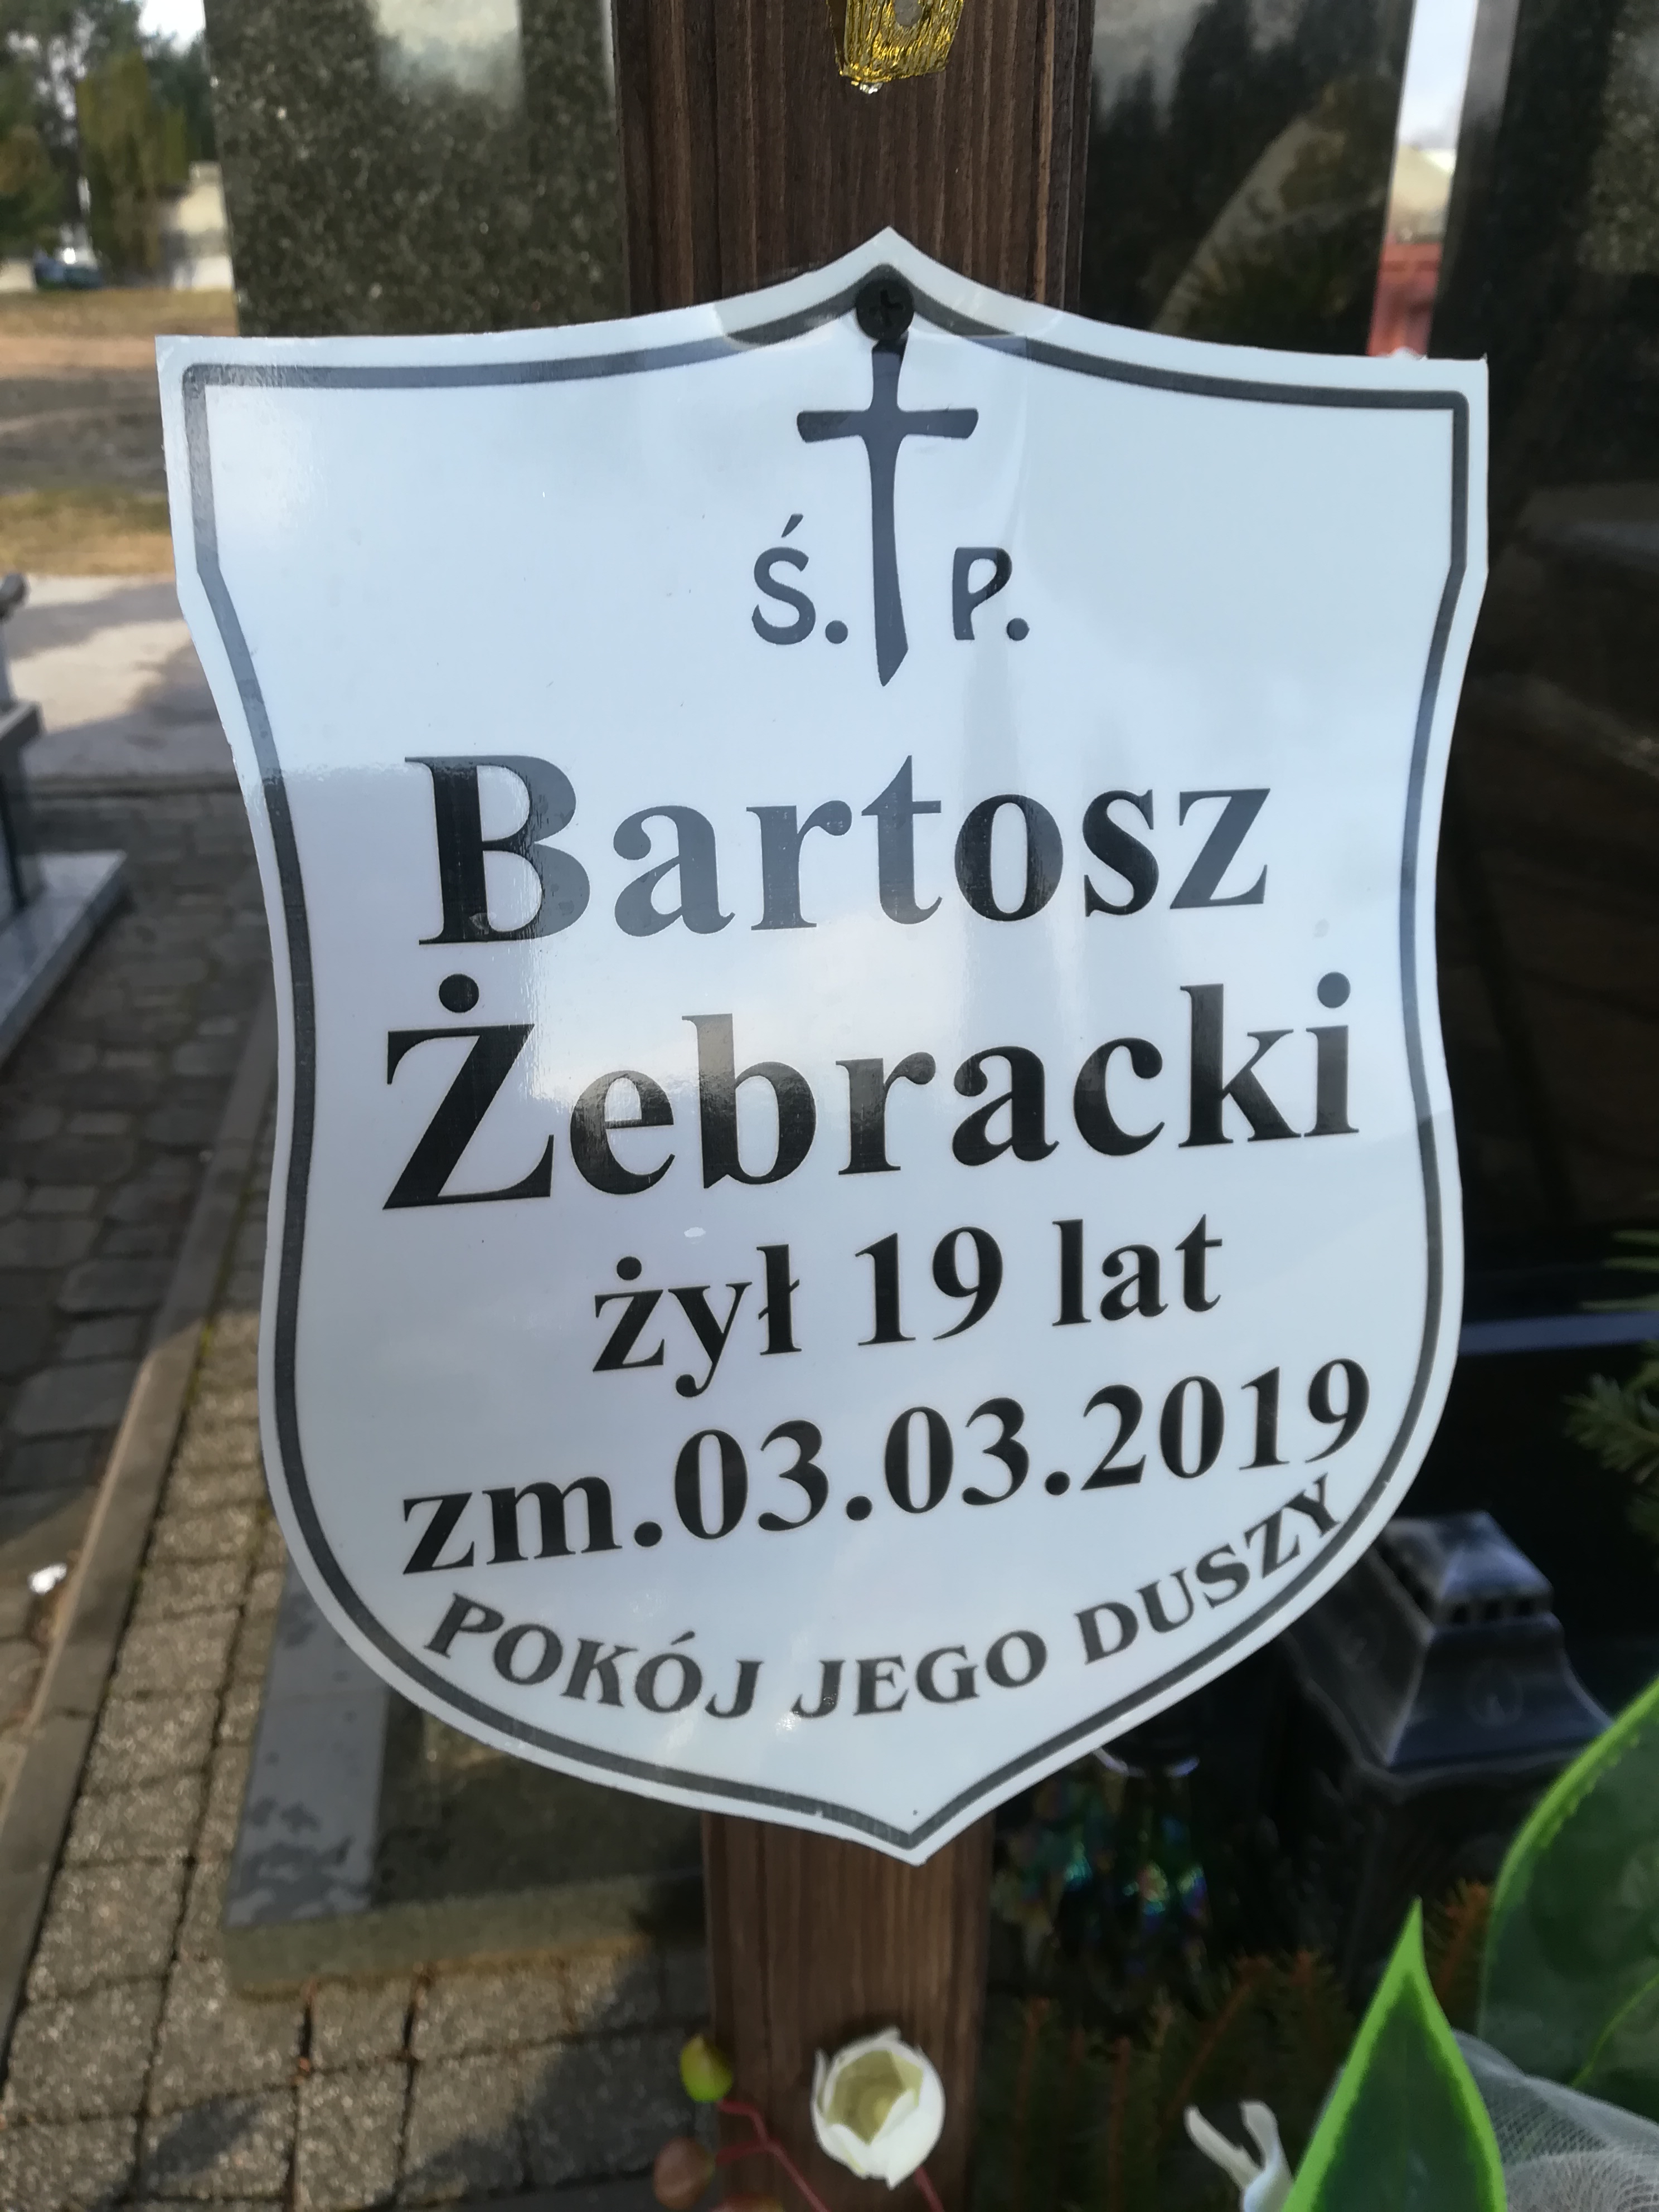 Ś. P.
Bartosz
Żebracki
żył 19 lat
zm.03.03.2019
POKÓJ JEGO DUSZY